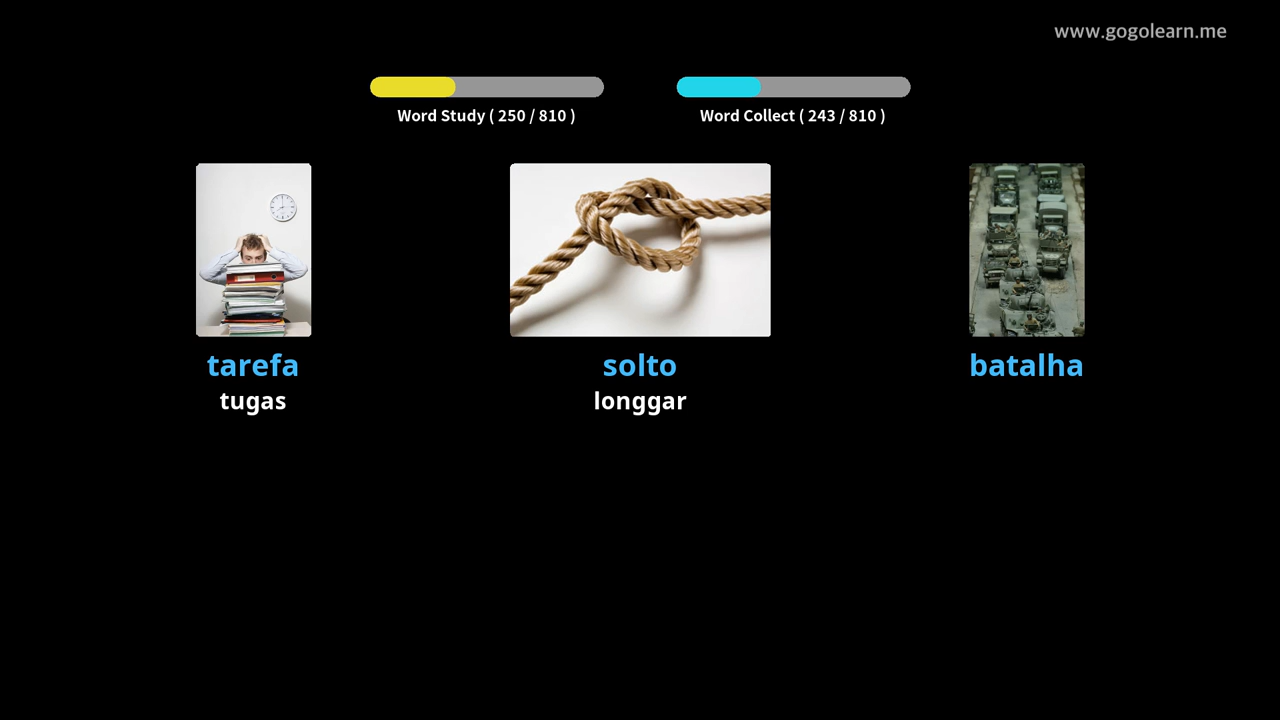 www.gogolearn.me
Word Study ( 250 / 810 )
Word Collect ( 243 / 810 )
tarefa
tugas
solto
longgar
batalha